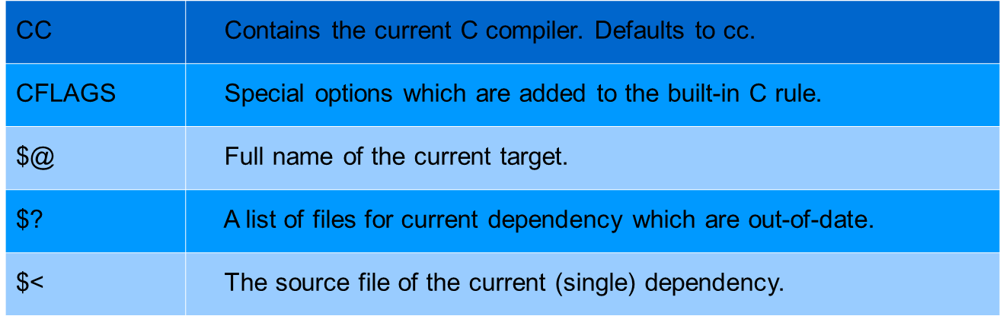 CC Contains the current C compiler. Defaults to cc.
CFLAGS Special options which are added to the built-in C rule.
$@ Full name of the current target.
$? A list of files for current dependency which are out-of-date.
$< The source file of the current (single) dependency.